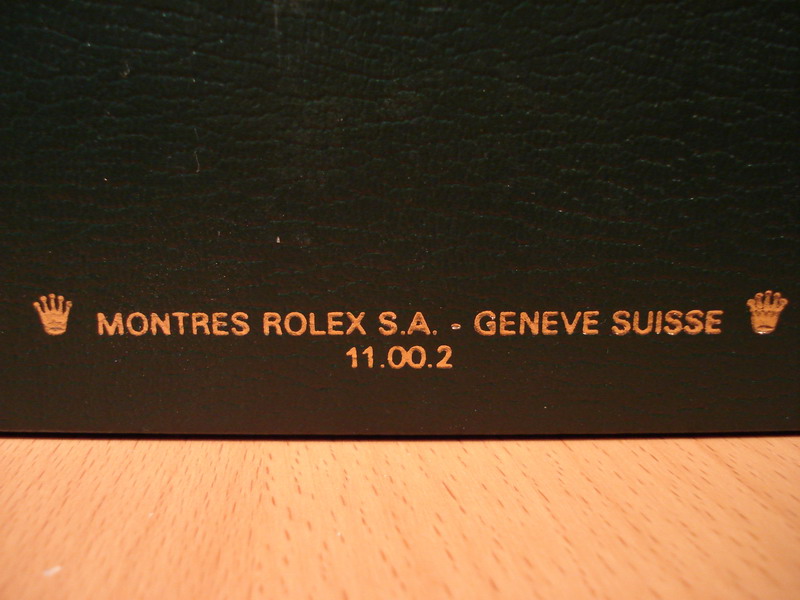 MONTRES ROLEX S.A. - GENEVE SUISSE
11.00.2